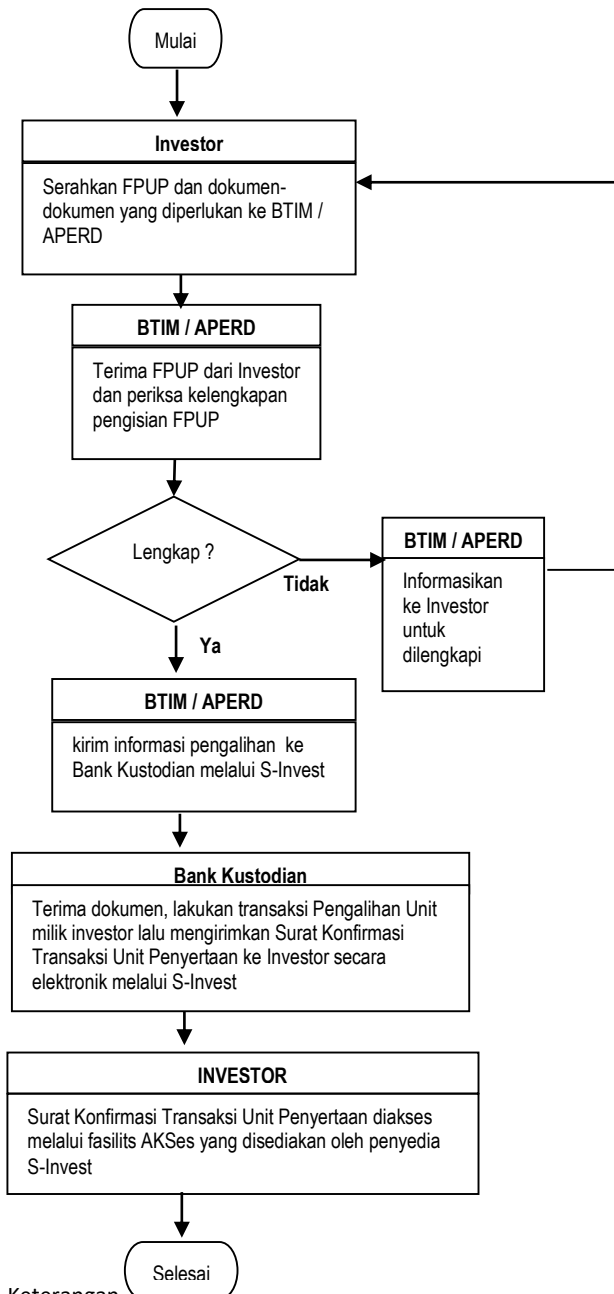 Mulai
Investor
Serahkan FPUP dan dokumen-
dokumen yang diperlukan ke BTIM /
APERD
BTIM / APERD
Terima FPUP dari Investor
dan periksa kelengkapan
pengisian FPUP
Lengkap ?
Tidak
BTIM / APERD
Informasikan
ke Investor
untuk
dilengkapi
Ya
BTIM / APERD
kirim informasi pengalihan ke
Bank Kustodian melalui S-Invest
Bank Kustodian
Terima dokumen, lakukan transaksi Pengalihan Unit
milik investor lalu mengirimkan Surat Konfirmasi
Transaksi Unit Penyertaan ke Investor secara
elektronik melalui S-Invest
INVESTOR
Surat Konfirmasi Transaksi Unit Penyertaan diakses
melalui fasilits AKSes yang disediakan oleh penyedia
S-Invest
Selesai
Keterangan